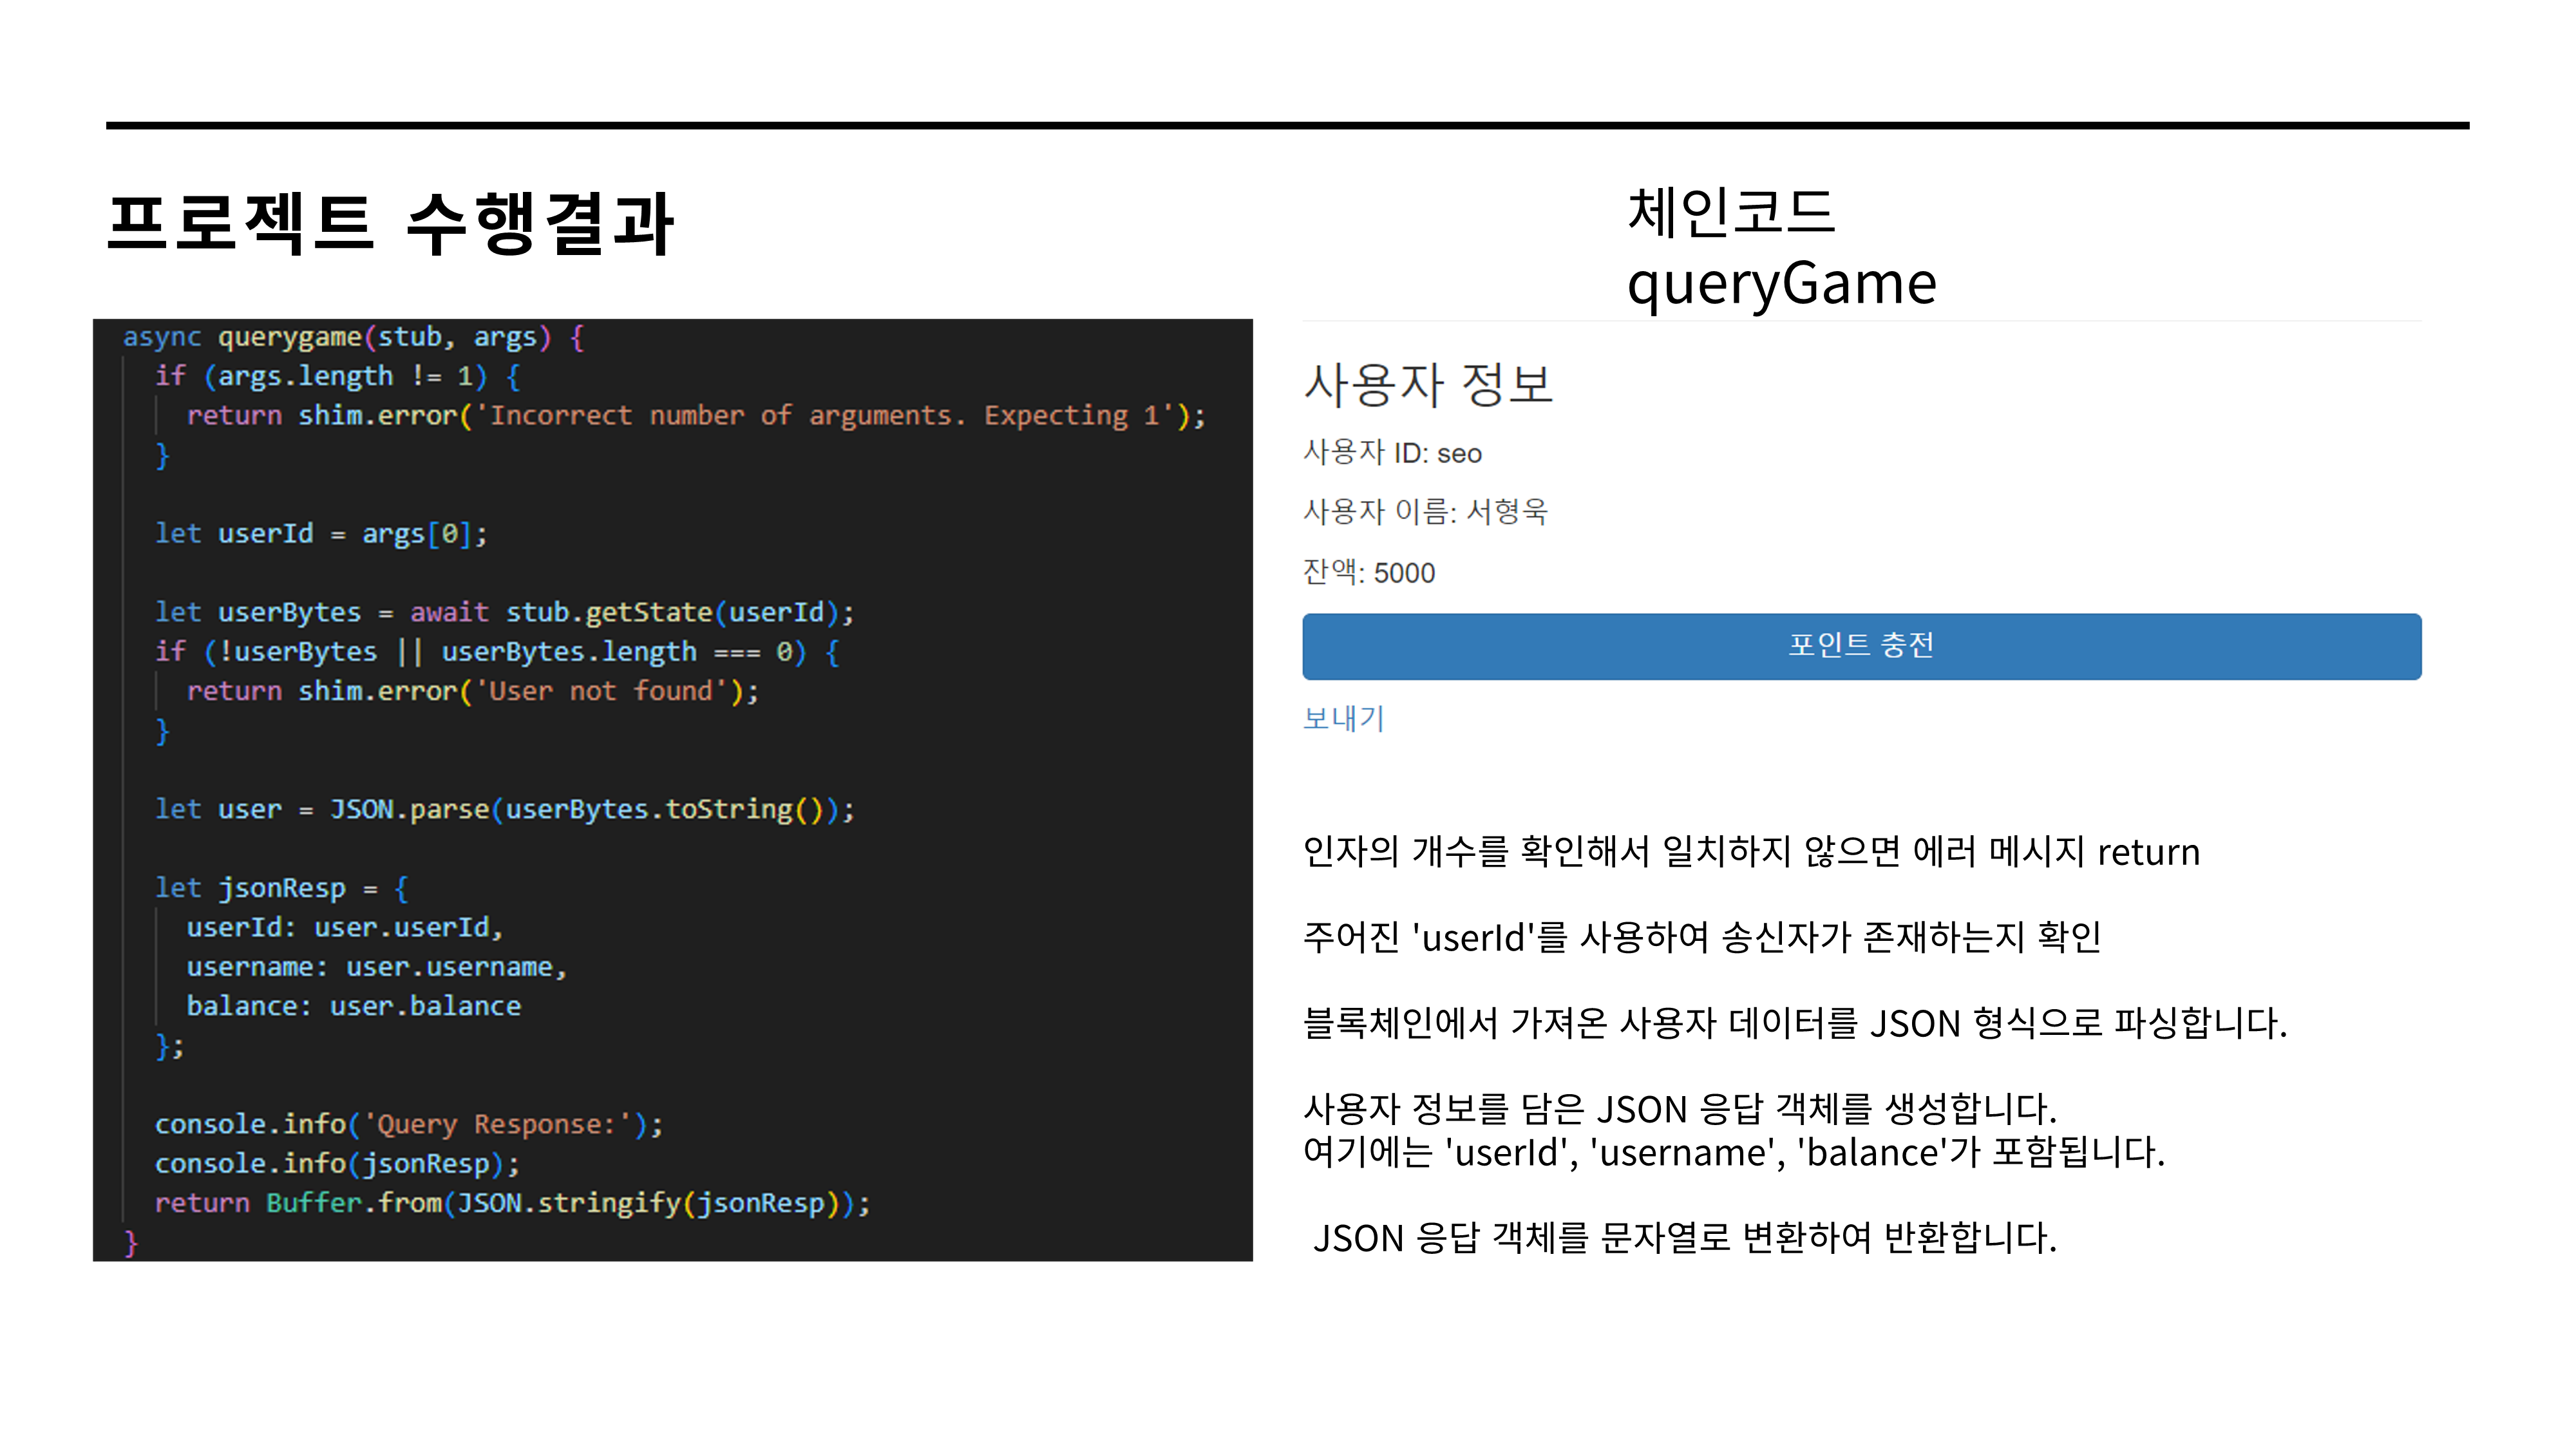 프로젝트 수행결과
체인코드
queryGame
async querygame(stub, args) {
if (args.length != 1) {
return shim.error('Incorrect number of arguments. Expecting 1');
}
let userId = args[0];
let userBytes = await stub.getState(userId);
if (!userBytes || userBytes.length === 0) {
return shim.error('User not found');
}
let user = JSON.parse(userBytes.toString());
let jsonResp = {
userId: user.userId,
username: user.username,
balance: user.balance
};
console.info('Query Response:');
console.info(jsonResp);
return Buffer.from(JSON.stringify(jsonResp));
}
사용자 정보
사용자 ID: seo
사용자 이름: 서형욱
잔액: 5000
포인트 충전
보내기
인자의 개수를 확인해서 일치하지 않으면 에러 메시지 return
주어진 'userId'를 사용하여 송신자가 존재하는지 확인
블록체인에서 가져온 사용자 데이터를 JSON 형식으로 파싱합니다.
사용자 정보를 담은 JSON 응답 객체를 생성합니다.
여기에는 'userId', 'username', 'balance'가 포함됩니다.
JSON 응답 객체를 문자열로 변환하여 반환합니다.